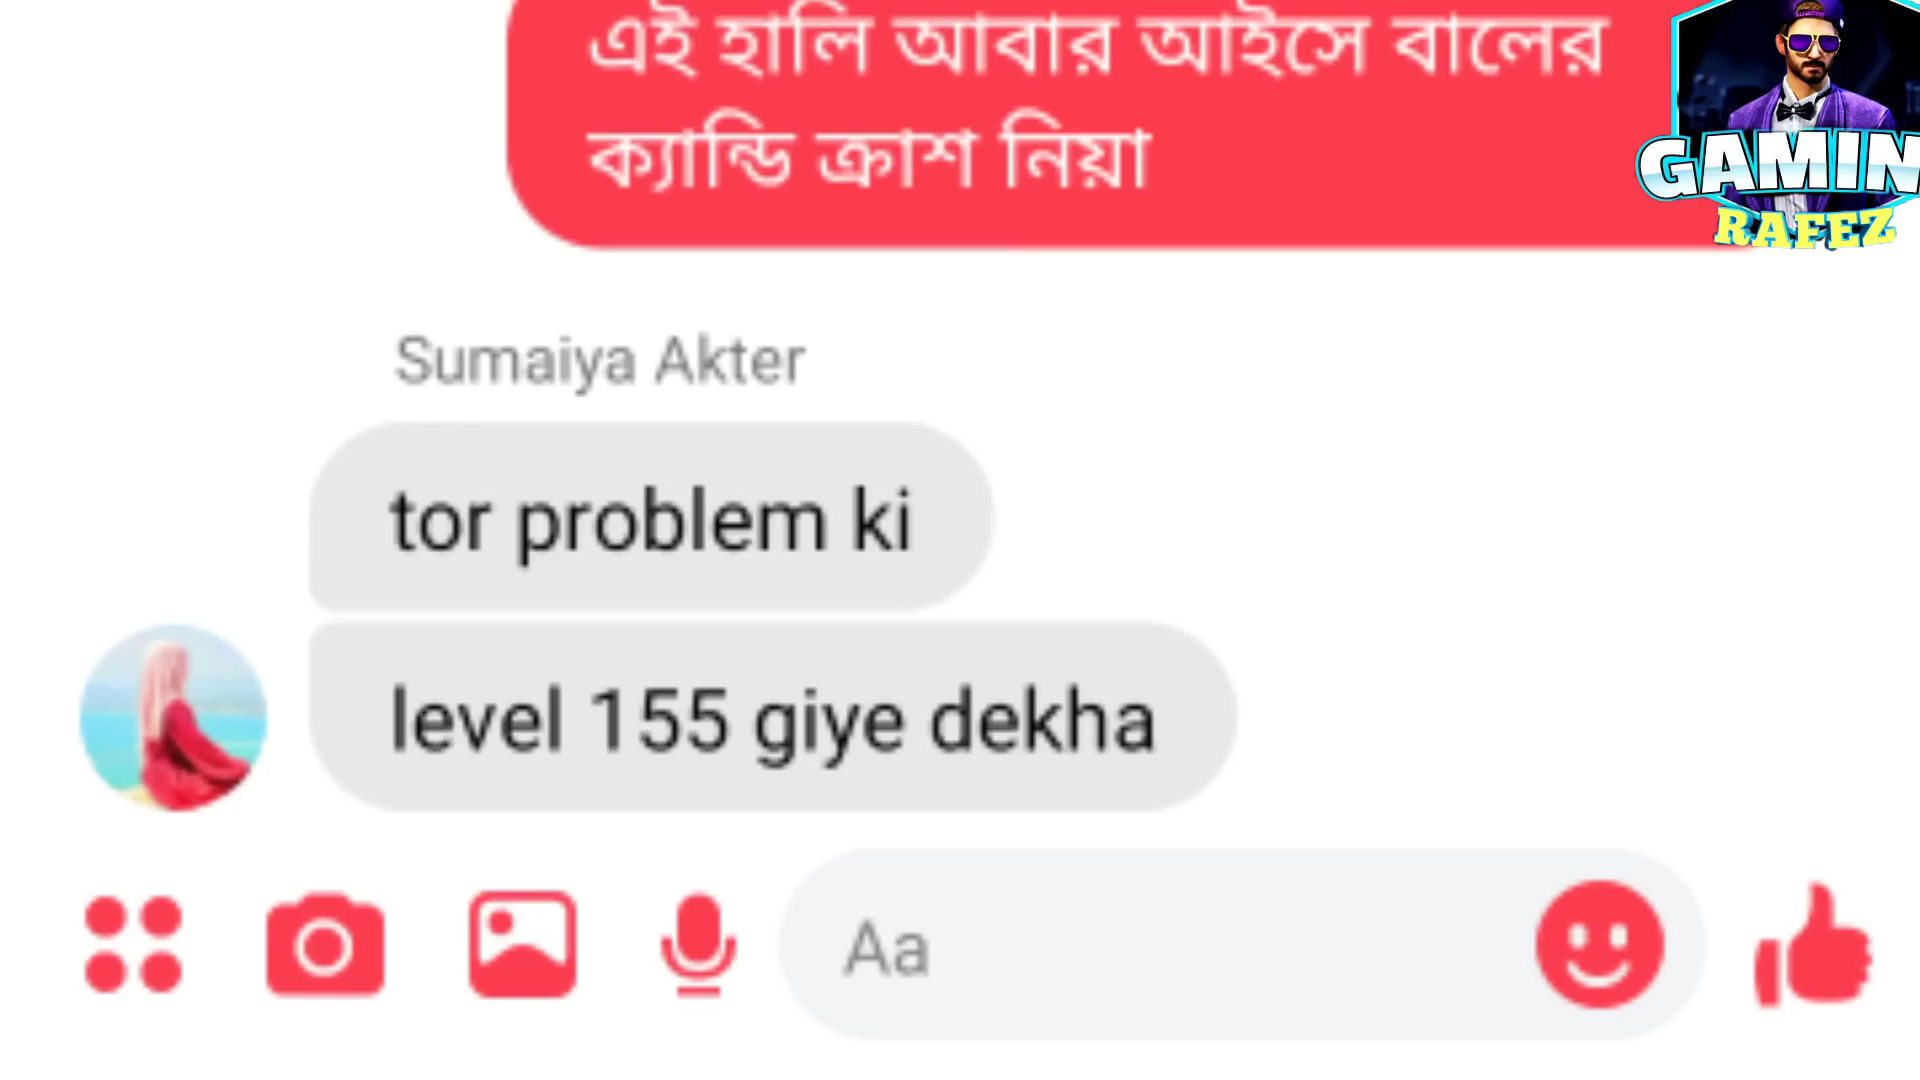 এই হালি আবার আইসে বালের
ক্যান্ডি ক্রাশ নিয়া
GAMIN
RAFEZ
Sumaiya Akter
tor problem ki
level 155 giye dekha
Aa